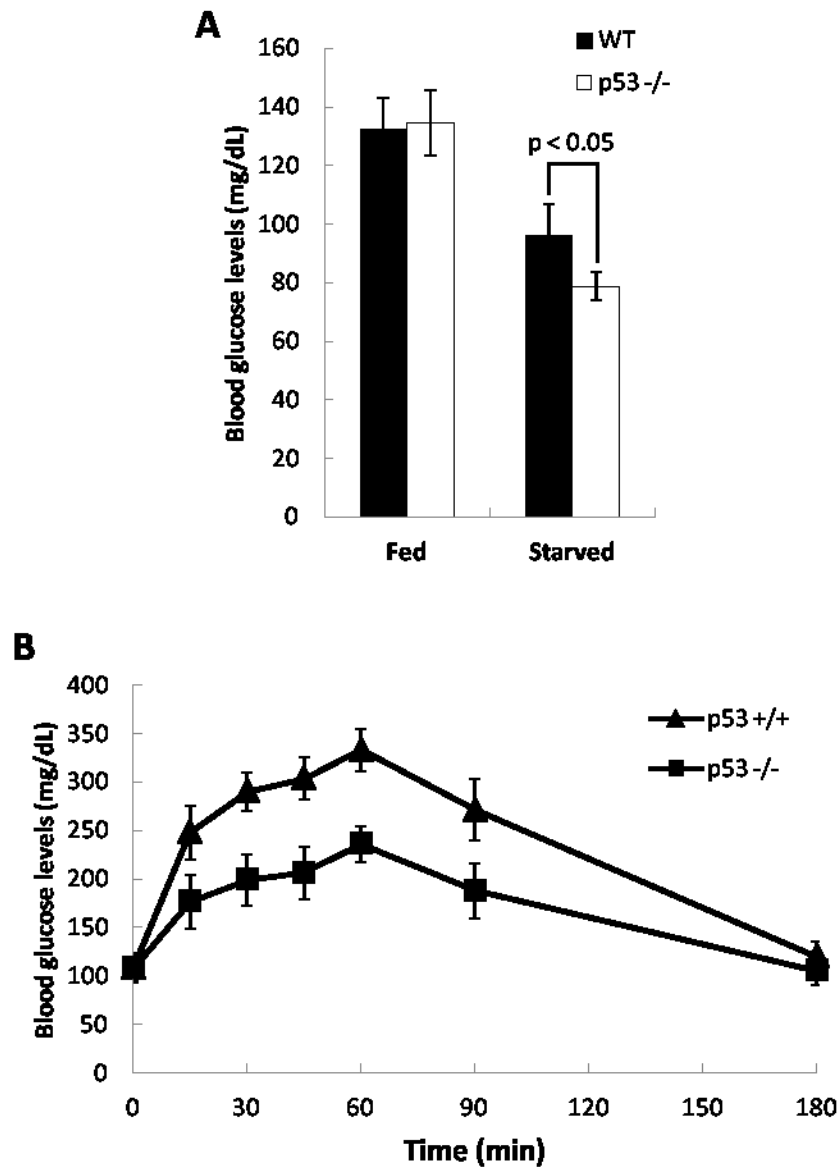 A
160
140
120
100
80
60
40
20
0
Blood glucose levels (mg/dL)
WT
p53 -/-
p < 0.05
Fed Starved
B
400
350
300
250
200
150
100
50
0
Blood glucose levels (mg/dL)
p53 +/+
p53 -/-
0 30 60 90 120 150 180
Time (min)